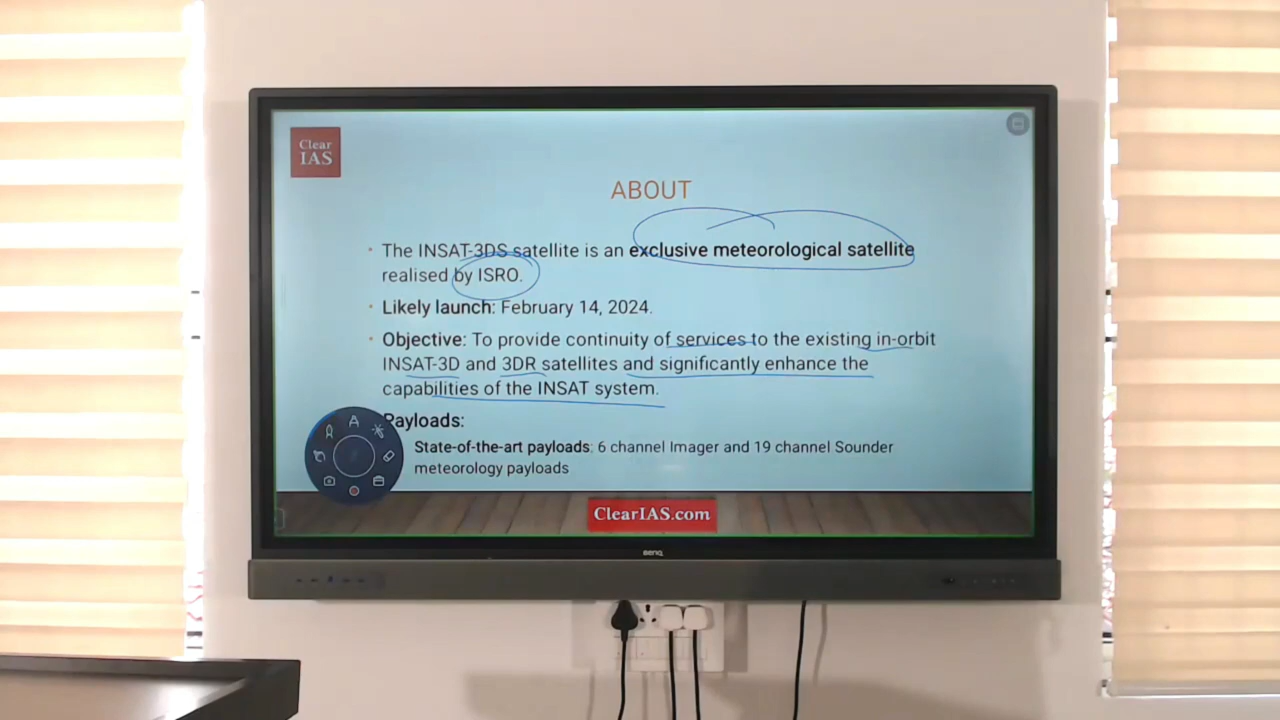 Clear
IAS
ABOUT
• The INSAT-3DS satellite is an exclusive meteorological satellite
realised by ISRO.
• Likely launch: February 14, 2024.
• Objective: To provide continuity of services to the existing in-orbit
INSAT-3D and 3DR satellites and significantly enhance the
capabilities of the INSAT system.
Payloads:
State-of-the-art payloads: 6 channel Imager and 19 channel Sounder
meteorology payloads
ClearIAS.com
BenQ